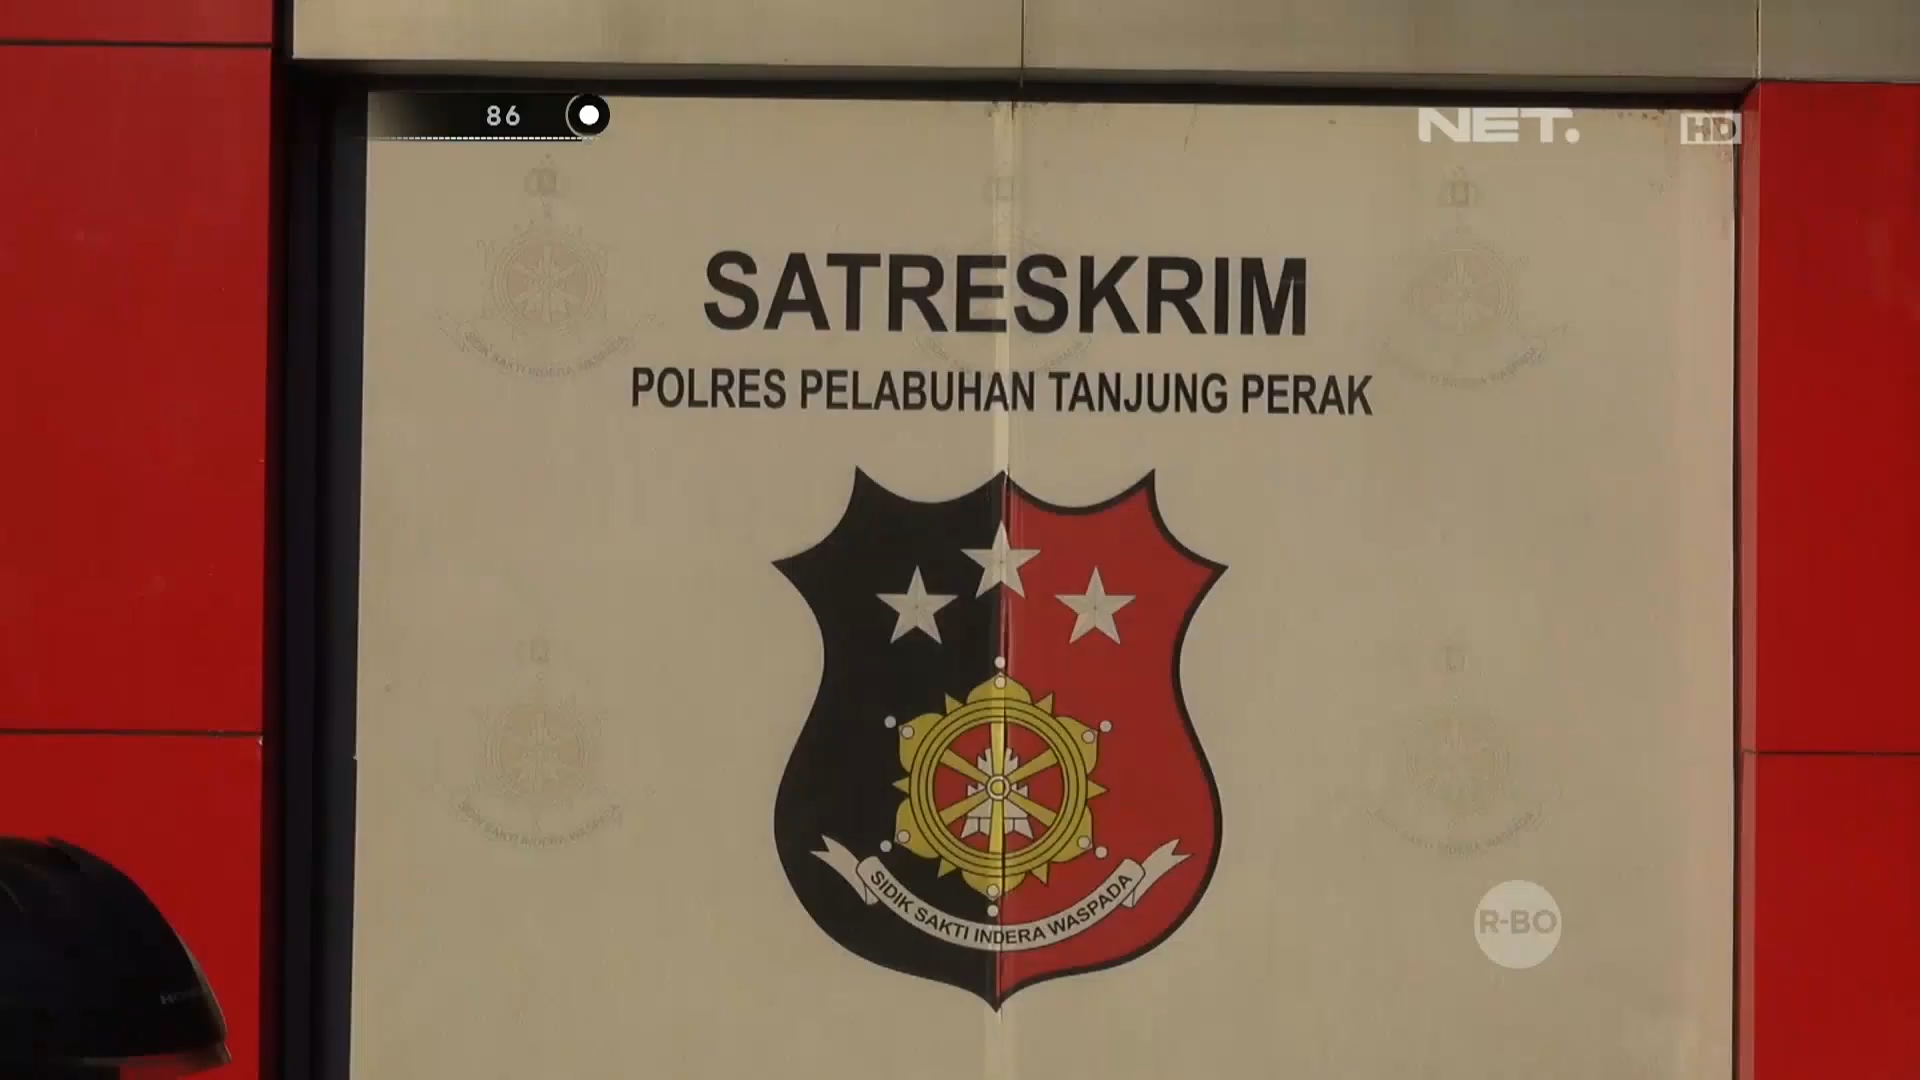 86
NET.
HD
SATRESKRIM
POLRES PELABUHAN TANJUNG PERAK
SIDIK SAKTI INDERA WASPADA
R-BO